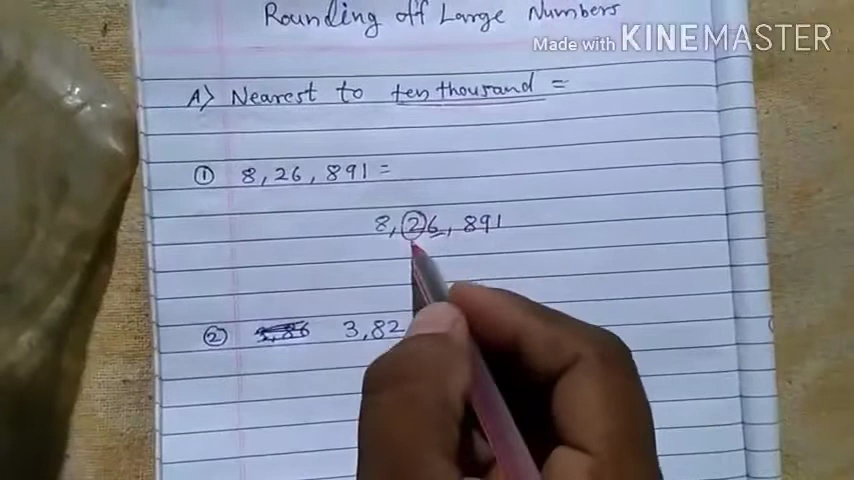 Rounding off Large Numbers
Made with KINEMASTER
A) Nearest to ten thousand =
① 8,26,891 =
8,26,891
② 3,82